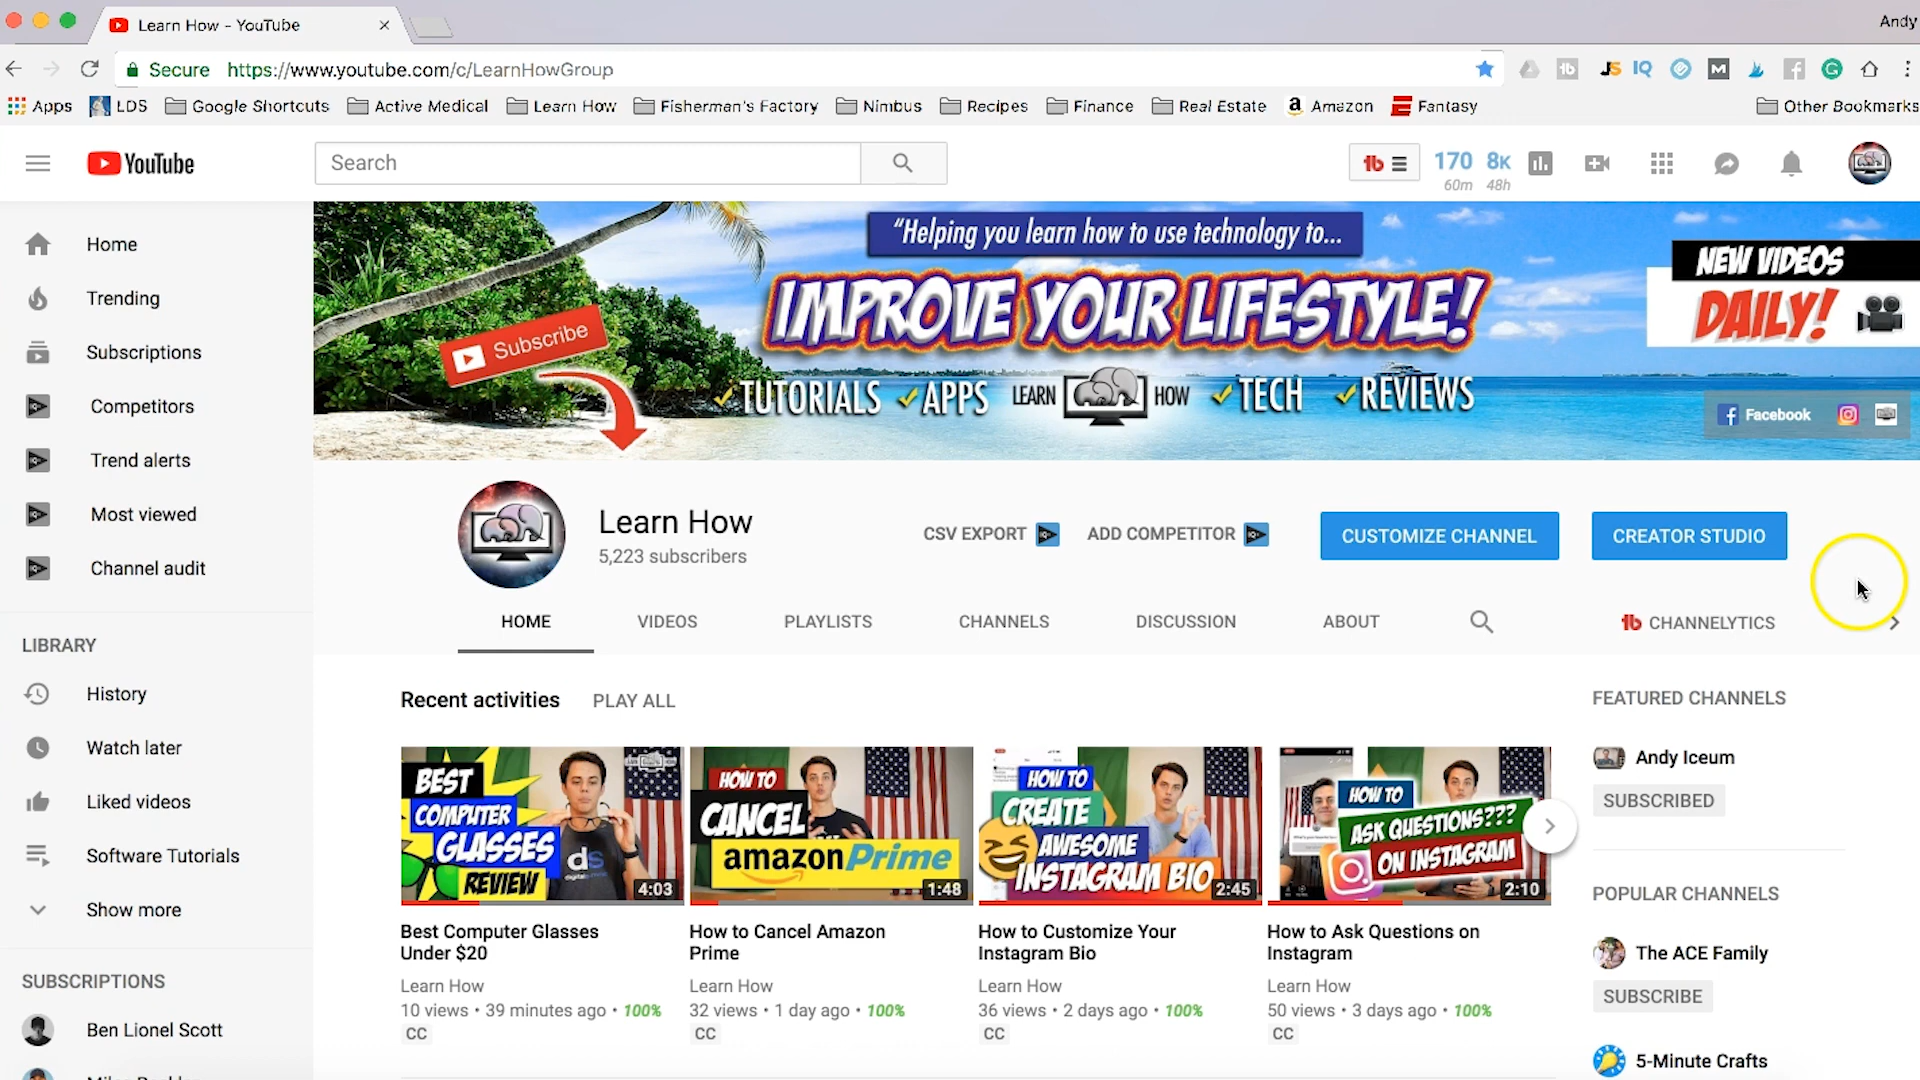 Learn How - YouTube
Andy
Secure https://www.youtube.com/c/LearnHowGroup
Apps LDS Google Shortcuts Active Medical Learn How Fisherman's Factory Nimbus Recipes Finance Real Estate Amazon Fantasy Other Bookmarks
YouTube
Search
170 8K
60m 48h
Home
Trending
Subscriptions
Competitors
Trend alerts
Most viewed
Channel audit
LIBRARY
History
Watch later
Liked videos
Software Tutorials
Show more
SUBSCRIPTIONS
Ben Lionel Scott
"Helping you learn how to use technology to...
IMPROVE YOUR LIFESTYLE!
Subscribe
TUTORIALS APPS LEARN HOW TECH REVIEWS
NEW VIDEOS
DAILY!
Facebook
Learn How
5,223 subscribers
CSV EXPORT ADD COMPETITOR
CUSTOMIZE CHANNEL CREATOR STUDIO
HOME VIDEOS PLAYLISTS CHANNELS DISCUSSION ABOUT CHANNELYTICS
Recent activities PLAY ALL
BEST
COMPUTER
GLASSES
REVIEW
4:03
Best Computer Glasses
Under $20
Learn How
10 views • 39 minutes ago • 100%
CC
HOW TO
CANCEL
amazonPrime
1:48
How to Cancel Amazon
Prime
Learn How
32 views • 1 day ago • 100%
CC
HOW TO
CREATE
AWESOME
INSTAGRAM BIO
2:45
How to Customize Your
Instagram Bio
Learn How
36 views • 2 days ago • 100%
CC
HOW TO
ASK QUESTIONS???
ON INSTAGRAM
2:10
How to Ask Questions on
Instagram
Learn How
50 views • 3 days ago • 100%
CC
FEATURED CHANNELS
Andy Iceum
SUBSCRIBED
POPULAR CHANNELS
The ACE Family
SUBSCRIBE
5-Minute Crafts